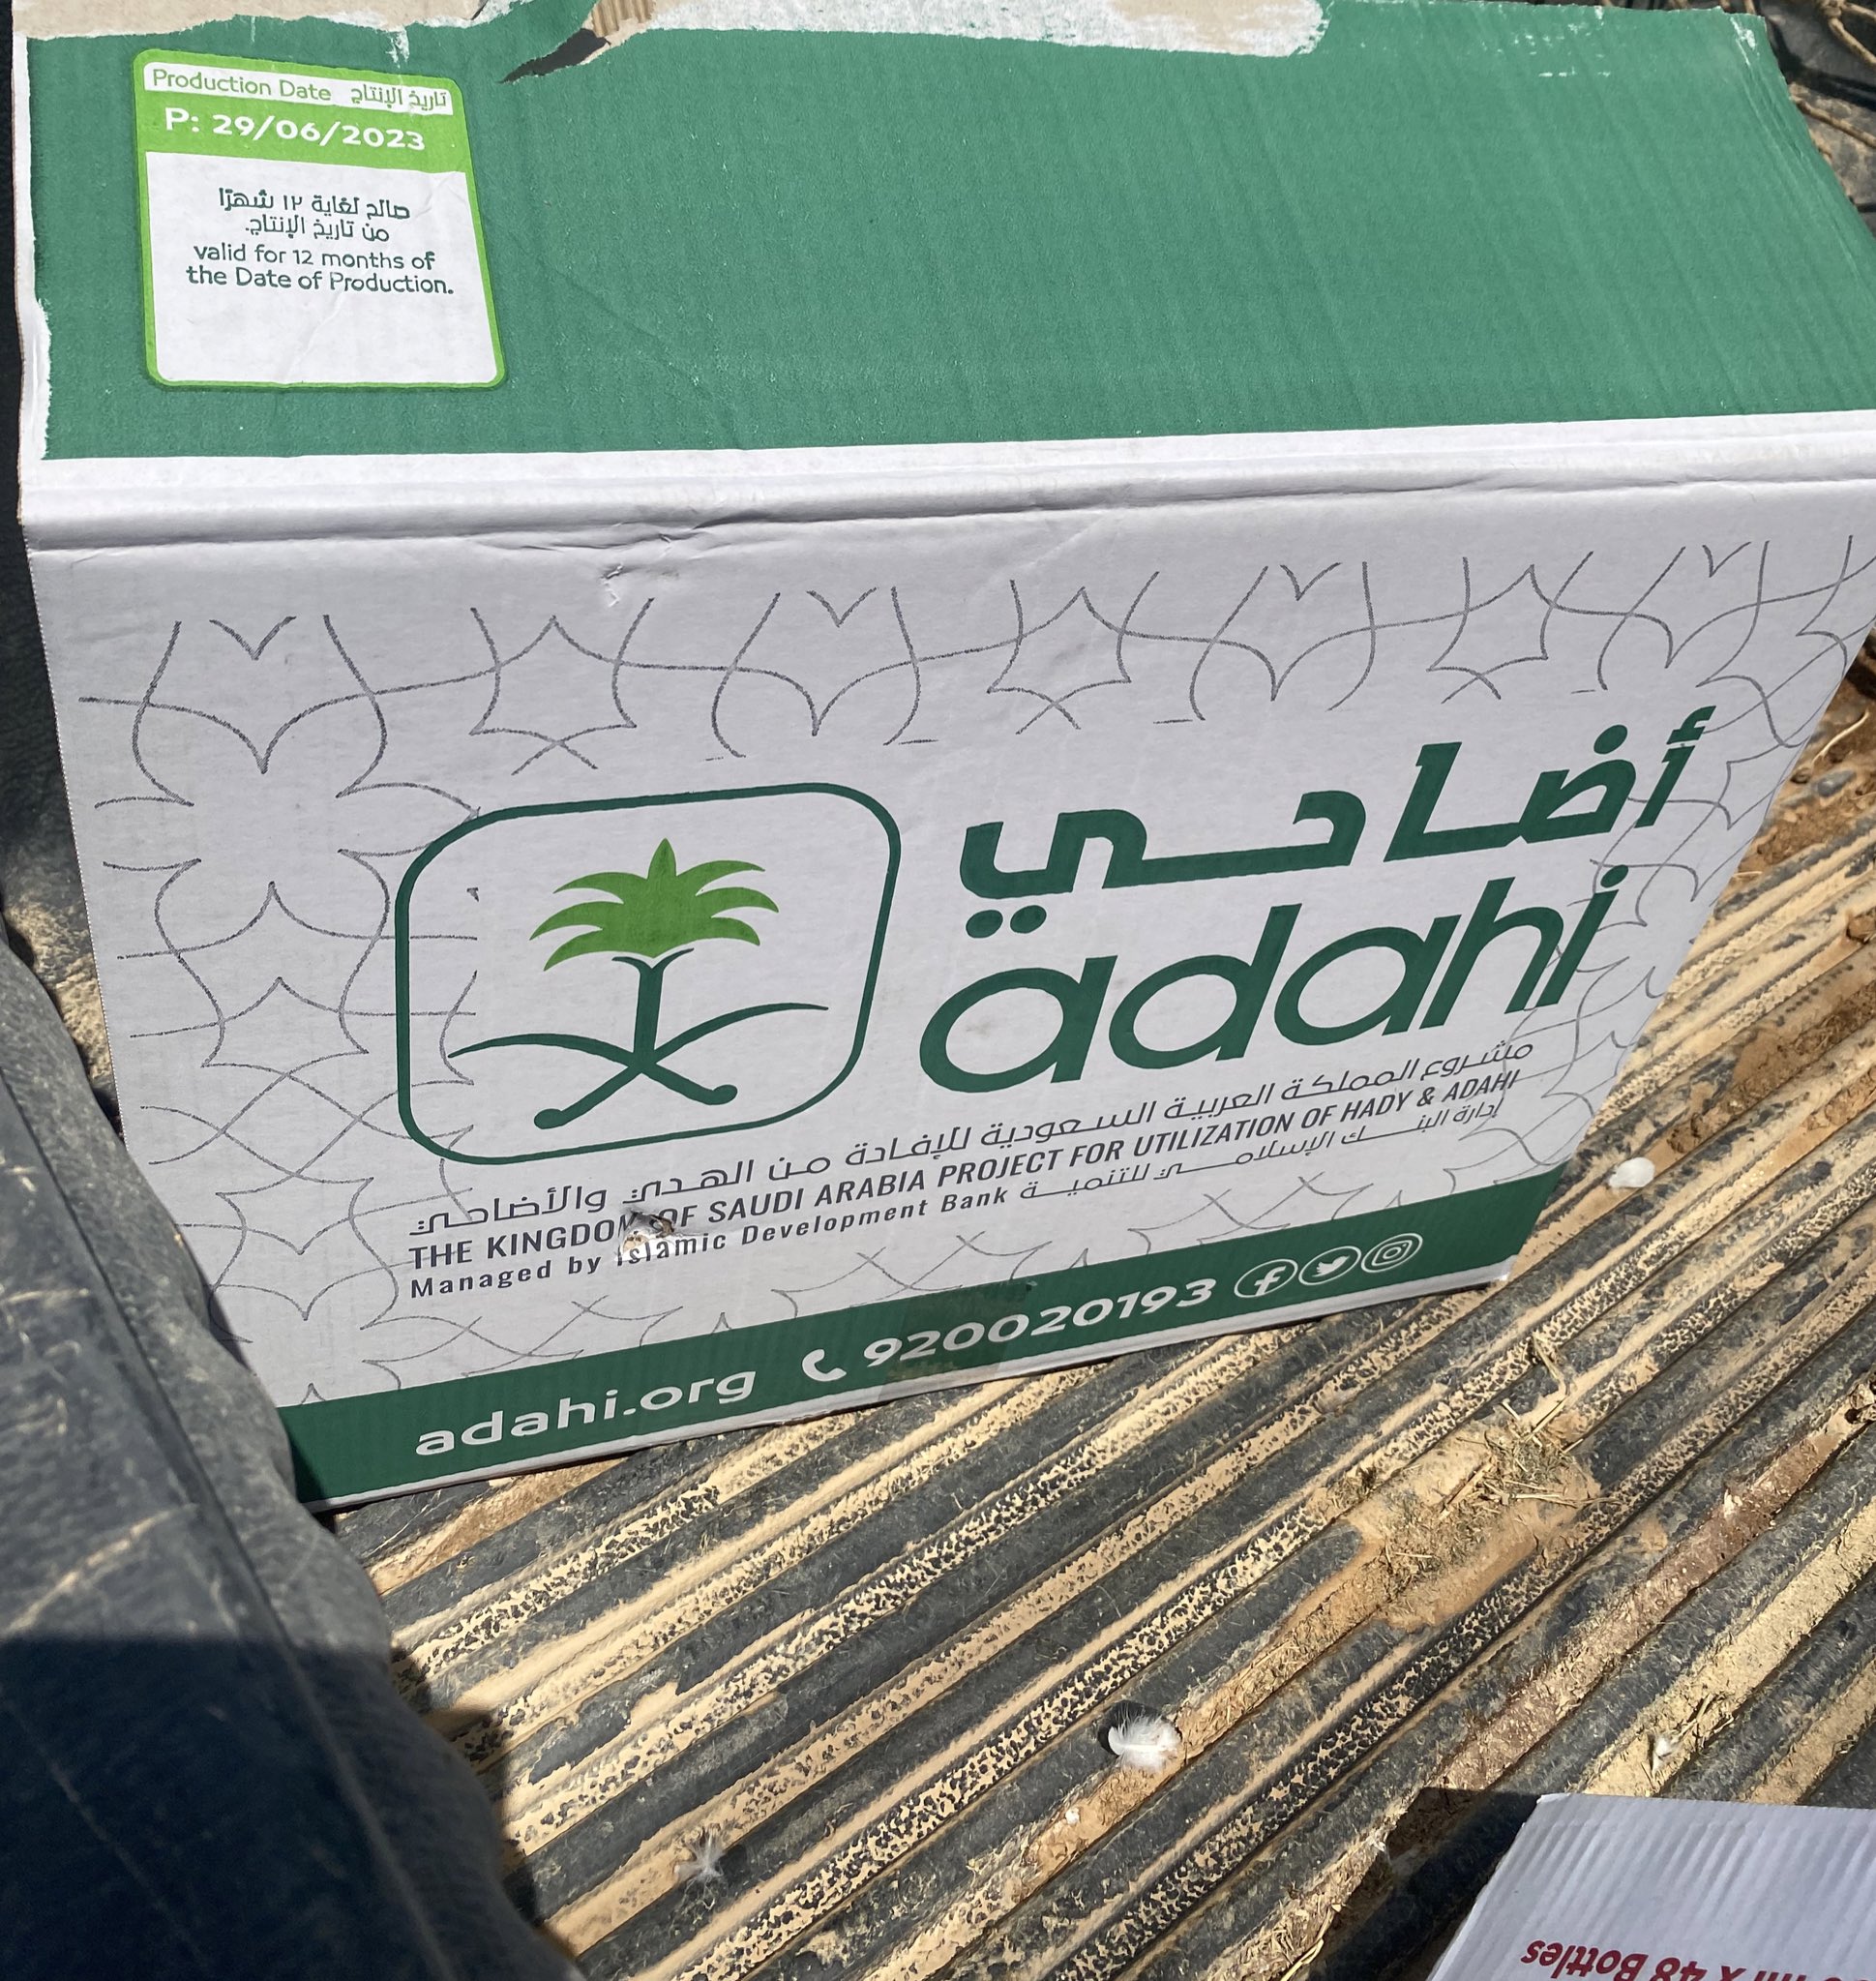 Production Date تاريخ الإنتاج
P: 29/06/2023
صالح لغاية ١٢ شهرًا
من تاريخ الإنتاج.
valid for 12 months of
the Date of Production.
أضاحي
adahi
مشروع المملكة العربية السعودية للإفادة من الهدي والأضاحي
THE KINGDOM OF SAUDI ARABIA PROJECT FOR UTILIZATION OF HADY & ADAHI
Managed by Islamic Development Bank إدارة البنك الإسلامي للتنمية
adahi.org 920020193
x 48 Bottles